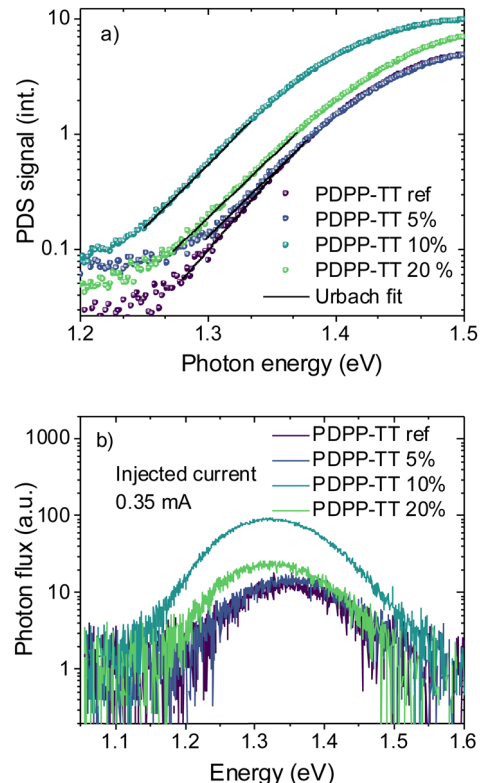 a)
10
1
0.1
PDS signal (int.)
PDPP-TT ref
PDPP-TT 5%
PDPP-TT 10%
PDPP-TT 20 %
Urbach fit
1.2 1.3 1.4 1.5
Photon energy (eV)
b)
1000
100
10
1
Photon flux (a.u.)
Injected current
0.35 mA
PDPP-TT ref
PDPP-TT 5%
PDPP-TT 10%
PDPP-TT 20%
1.1 1.2 1.3 1.4 1.5 1.6
Energy (eV)